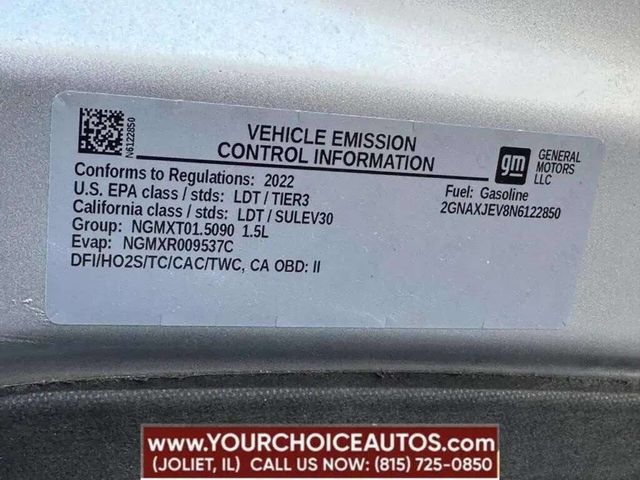 N6122850
VEHICLE EMISSION
CONTROL INFORMATION
gm
GENERAL
MOTORS
LLC
Conforms to Regulations: 2022
U.S. EPA class / stds: LDT / TIER3
California class / stds: LDT / SULEV30
Group: NGMXT01.5090 1.5L
Evap: NGMXR009537C
DFI/HO2S/TC/CAC/TWC, CA OBD: II
Fuel: Gasoline
2GNAXJEV8N6122850
WWW.YOURCHOICEAUTOS.COM
(JOLIET, IL) CALL US NOW: (815) 725-0850